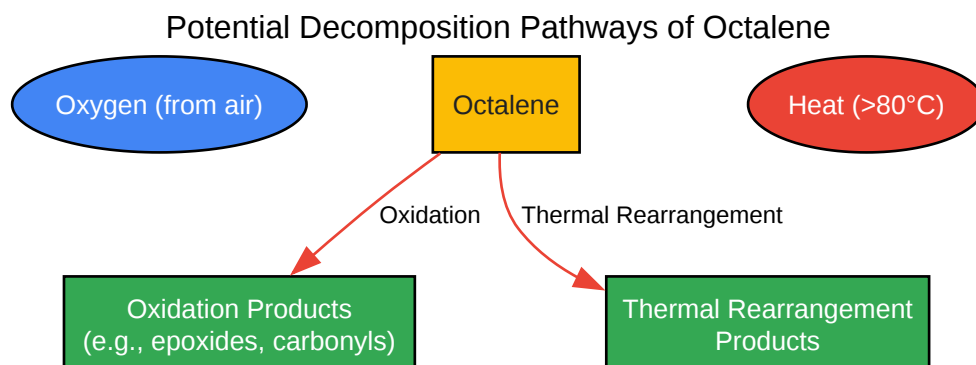 Potential Decomposition Pathways of Octalene
Oxygen (from air)
Octalene
Heat (>80°C)
Oxidation
Thermal Rearrangement
Oxidation Products
(e.g., epoxides, carbonyls)
Thermal Rearrangement
Products